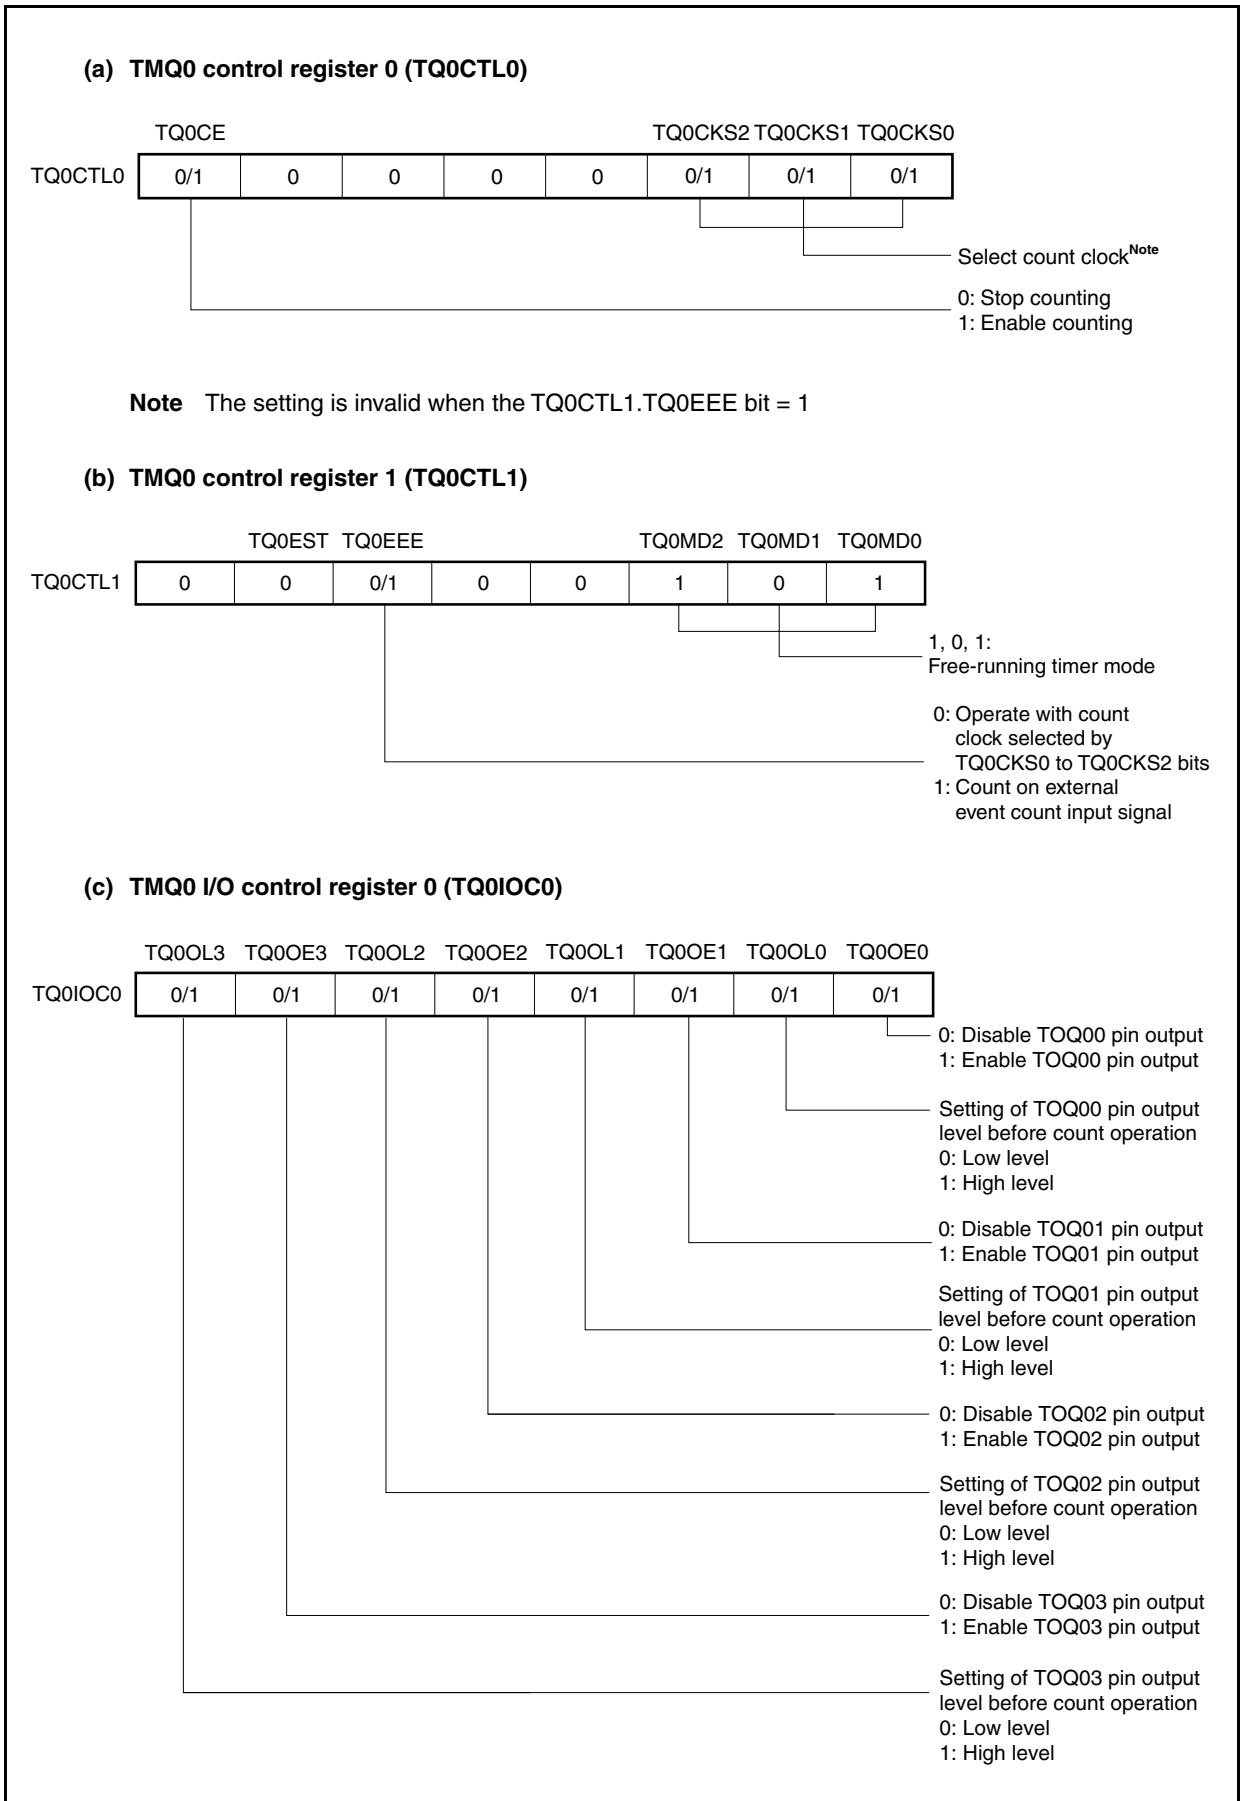 (a) TMQ0 control register 0 (TQ0CTL0)
TQ0CE TQ0CKS2 TQ0CKS1 TQ0CKS0
TQ0CTL0 0/1 0 0 0 0 0/1 0/1 0/1
Select count clockNote
0: Stop counting
1: Enable counting
Note The setting is invalid when the TQ0CTL1.TQ0EEE bit = 1
(b) TMQ0 control register 1 (TQ0CTL1)
TQ0EST TQ0EEE TQ0MD2 TQ0MD1 TQ0MD0
TQ0CTL1 0 0 0/1 0 0 1 0 1
1, 0, 1:
Free-running timer mode
0: Operate with count
clock selected by
TQ0CKS0 to TQ0CKS2 bits
1: Count on external
event count input signal
(c) TMQ0 I/O control register 0 (TQ0IOC0)
TQ0OL3 TQ0OE3 TQ0OL2 TQ0OE2 TQ0OL1 TQ0OE1 TQ0OL0 TQ0OE0
TQ0IOC0 0/1 0/1 0/1 0/1 0/1 0/1 0/1 0/1
0: Disable TOQ00 pin output
1: Enable TOQ00 pin output
Setting of TOQ00 pin output
level before count operation
0: Low level
1: High level
0: Disable TOQ01 pin output
1: Enable TOQ01 pin output
Setting of TOQ01 pin output
level before count operation
0: Low level
1: High level
0: Disable TOQ02 pin output
1: Enable TOQ02 pin output
Setting of TOQ02 pin output
level before count operation
0: Low level
1: High level
0: Disable TOQ03 pin output
1: Enable TOQ03 pin output
Setting of TOQ03 pin output
level before count operation
0: Low level
1: High level